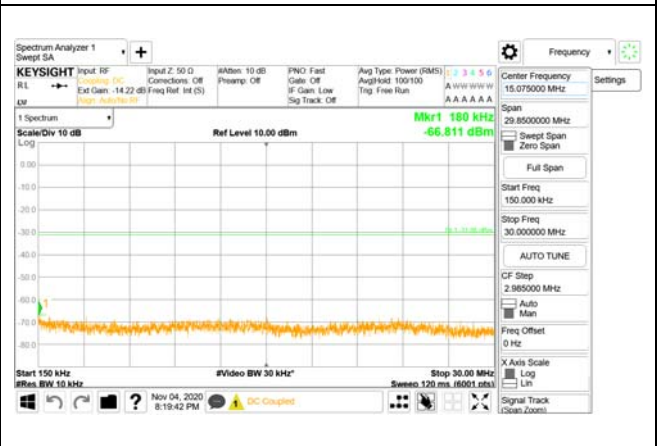 Spectrum Analyzer 1
Swept SA
+
Frequency
KEYSIGHT
RL
Input: RF
Coupling: DC
Ext Gain: -14.22 dB
Align: Auto/No RF
Input Z: 50 Ω
Corrections: Off
Freq Ref: Int (S)
#Atten: 10 dB
Preamp: Off
PNO: Fast
Gate: Off
IF Gain: Low
Sig Track: Off
Avg Type: Power (RMS)
Avg|Hold: 100/100
Trig: Free Run
1 2 3 4 5 6
A W W W W W
A A A A A A
1 Spectrum
Scale/Div 10 dB
Ref Level 10.00 dBm
Mkr1 180 kHz
-66.811 dBm
Log
0.00
-10.0
-20.0
-30.0
-40.0
-50.0
-60.0
-70.0
-80.0
1
Start 150 kHz
#Res BW 10 kHz
#Video BW 30 kHz*
Stop 30.00 MHz
Sweep 120 ms (6001 pts)
?
Nov 04, 2020
8:19:42 PM
DC Coupled
Center Frequency
15.075000 MHz
Settings
Span
29.8500000 MHz
Swept Span
Zero Span
Full Span
Start Freq
150.000 kHz
Stop Freq
30.000000 MHz
AUTO TUNE
CF Step
2.985000 MHz
Auto
Man
Freq Offset
0 Hz
X Axis Scale
Log
Lin
Signal Track
(Span Zoom)